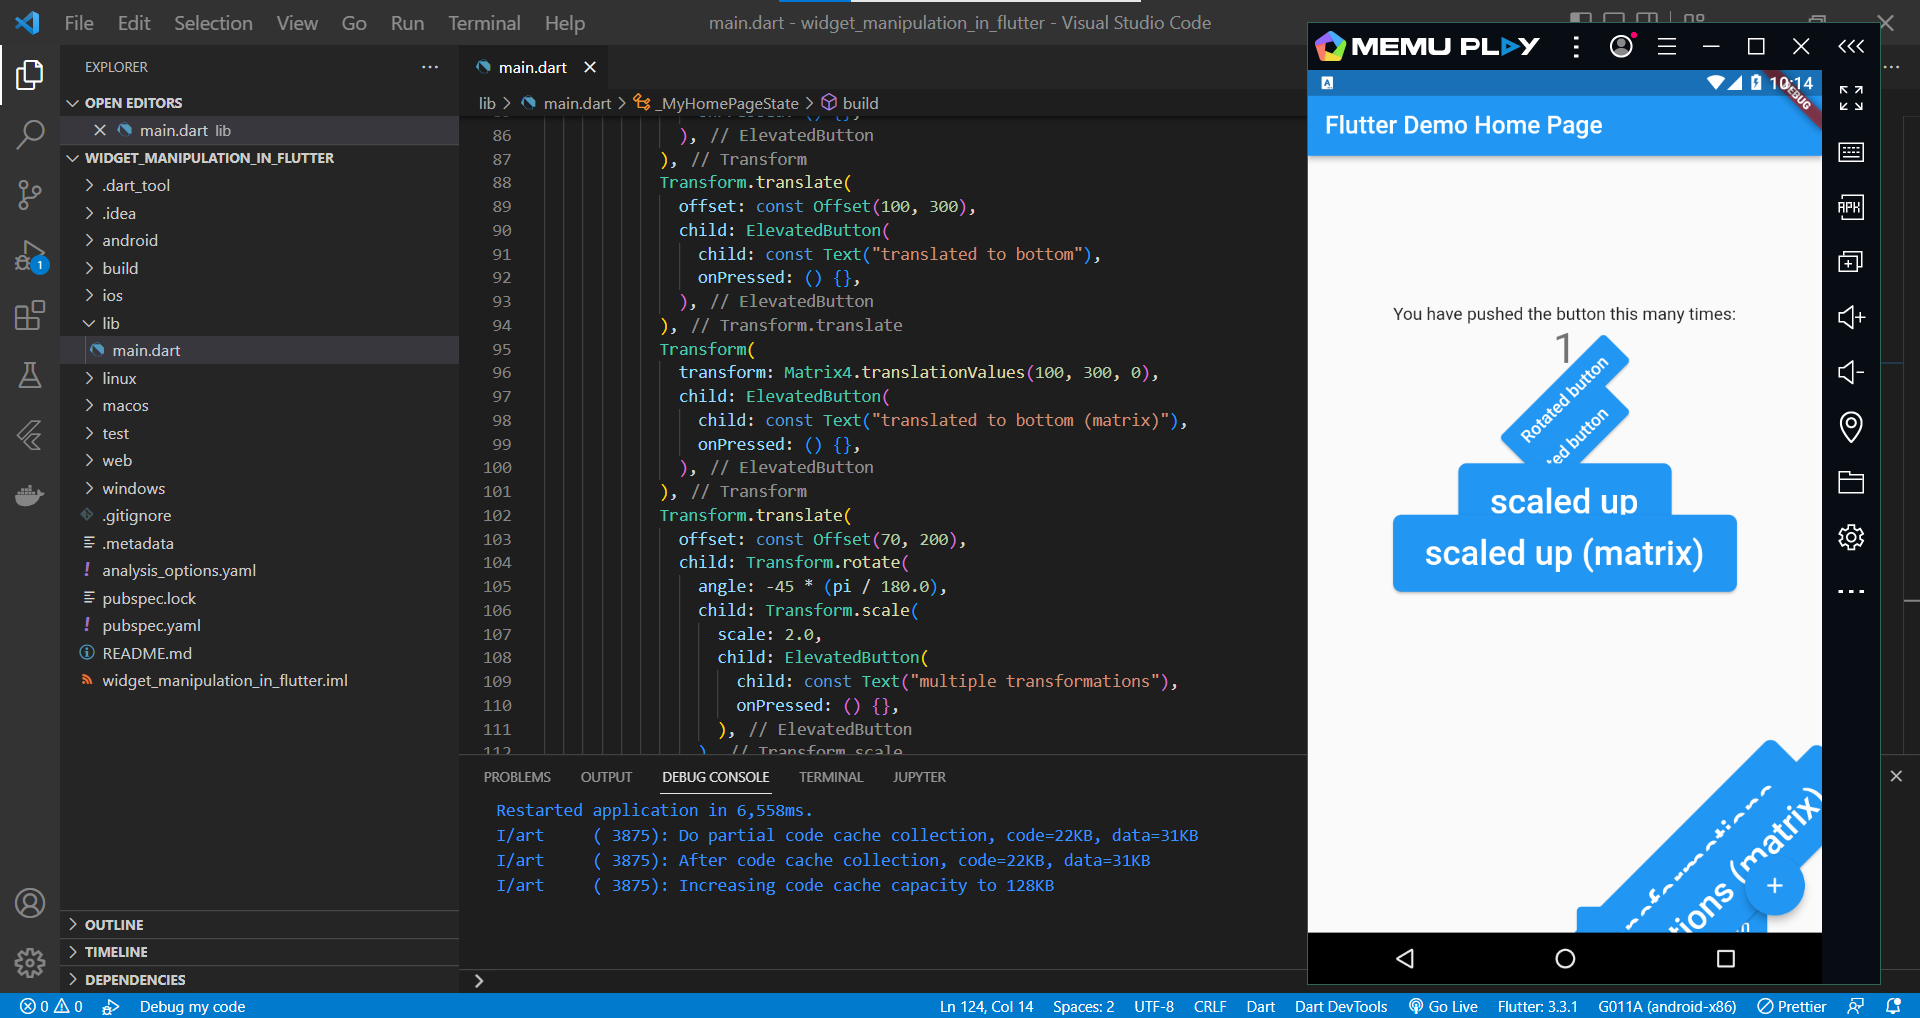 File Edit Selection View Go Run Terminal Help
main.dart - widget_manipulation_in_flutter - Visual Studio Code
EXPLORER
OPEN EDITORS
main.dart lib
WIDGET_MANIPULATION_IN_FLUTTER
.dart_tool
.idea
android
build
ios
lib
main.dart
linux
macos
test
web
windows
.gitignore
.metadata
analysis_options.yaml
pubspec.lock
pubspec.yaml
README.md
widget_manipulation_in_flutter.iml
OUTLINE
TIMELINE
DEPENDENCIES
1
main.dart
lib > main.dart > _MyHomePageState > build
86 ), // ElevatedButton
87 ), // Transform
88 Transform.translate(
89 offset: const Offset(100, 300),
90 child: ElevatedButton(
91 child: const Text("translated to bottom"),
92 onPressed: () {},
93 ), // ElevatedButton
94 ), // Transform.translate
95 Transform(
96 transform: Matrix4.translationValues(100, 300, 0),
97 child: ElevatedButton(
98 child: const Text("translated to bottom (matrix)"),
99 onPressed: () {},
100 ), // ElevatedButton
101 ), // Transform
102 Transform.translate(
103 offset: const Offset(70, 200),
104 child: Transform.rotate(
105 angle: -45 * (pi / 180.0),
106 child: Transform.scale(
107 scale: 2.0,
108 child: ElevatedButton(
109 child: const Text("multiple transformations"),
110 onPressed: () {},
111 ), // ElevatedButton
112 ), // Transform.scale
PROBLEMS OUTPUT DEBUG CONSOLE TERMINAL JUPYTER
Restarted application in 6,558ms.
I/art ( 3875): Do partial code cache collection, code=22KB, data=31KB
I/art ( 3875): After code cache collection, code=22KB, data=31KB
I/art ( 3875): Increasing code cache capacity to 128KB
MEMU PLAY
10:14
DEBUG
Flutter Demo Home Page
You have pushed the button this many times:
1
Rotated button
ted button
scaled up
scaled up (matrix)
tions (matrix)
APK
0 0 Debug my code
Ln 124, Col 14 Spaces: 2 UTF-8 CRLF Dart Dart DevTools Go Live Flutter: 3.3.1 G011A (android-x86) Prettier